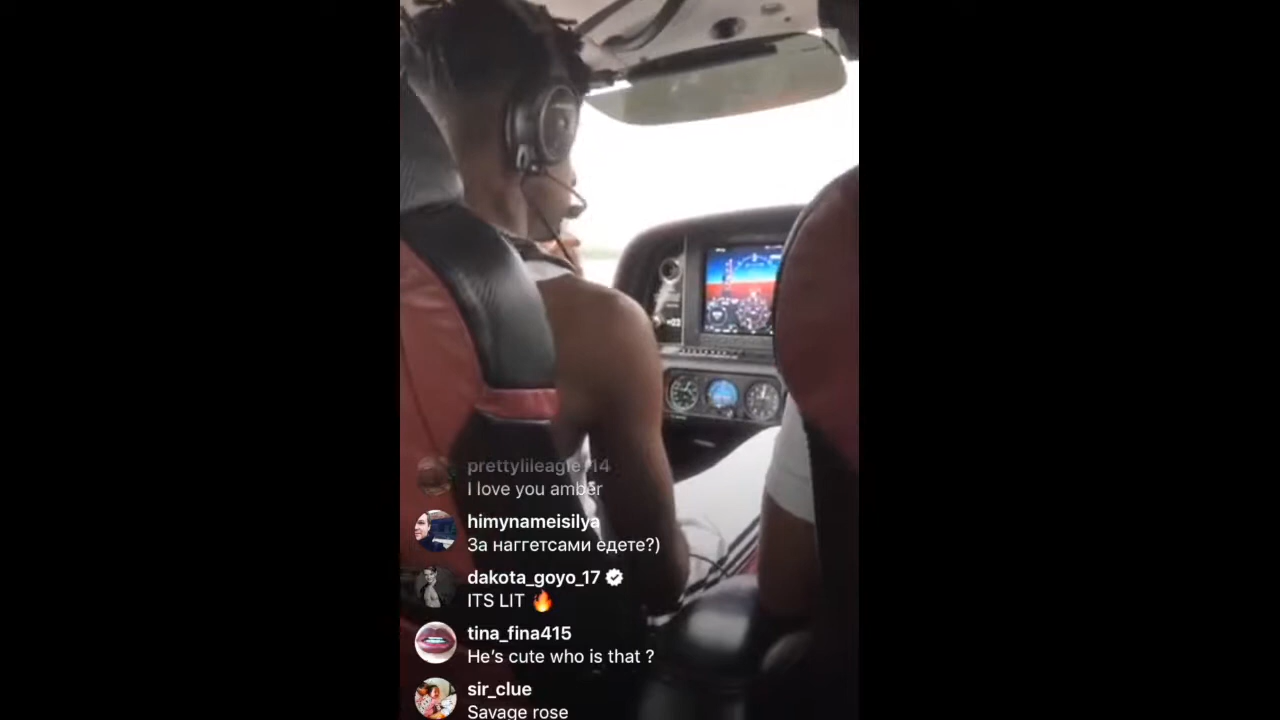 prettylileagle_14
I love you amber
himynameisilya
За наггетсами едете?)
dakota_goyo_17
ITS LIT 🔥
tina_fina415
He's cute who is that ?
sir_clue
Savage rose